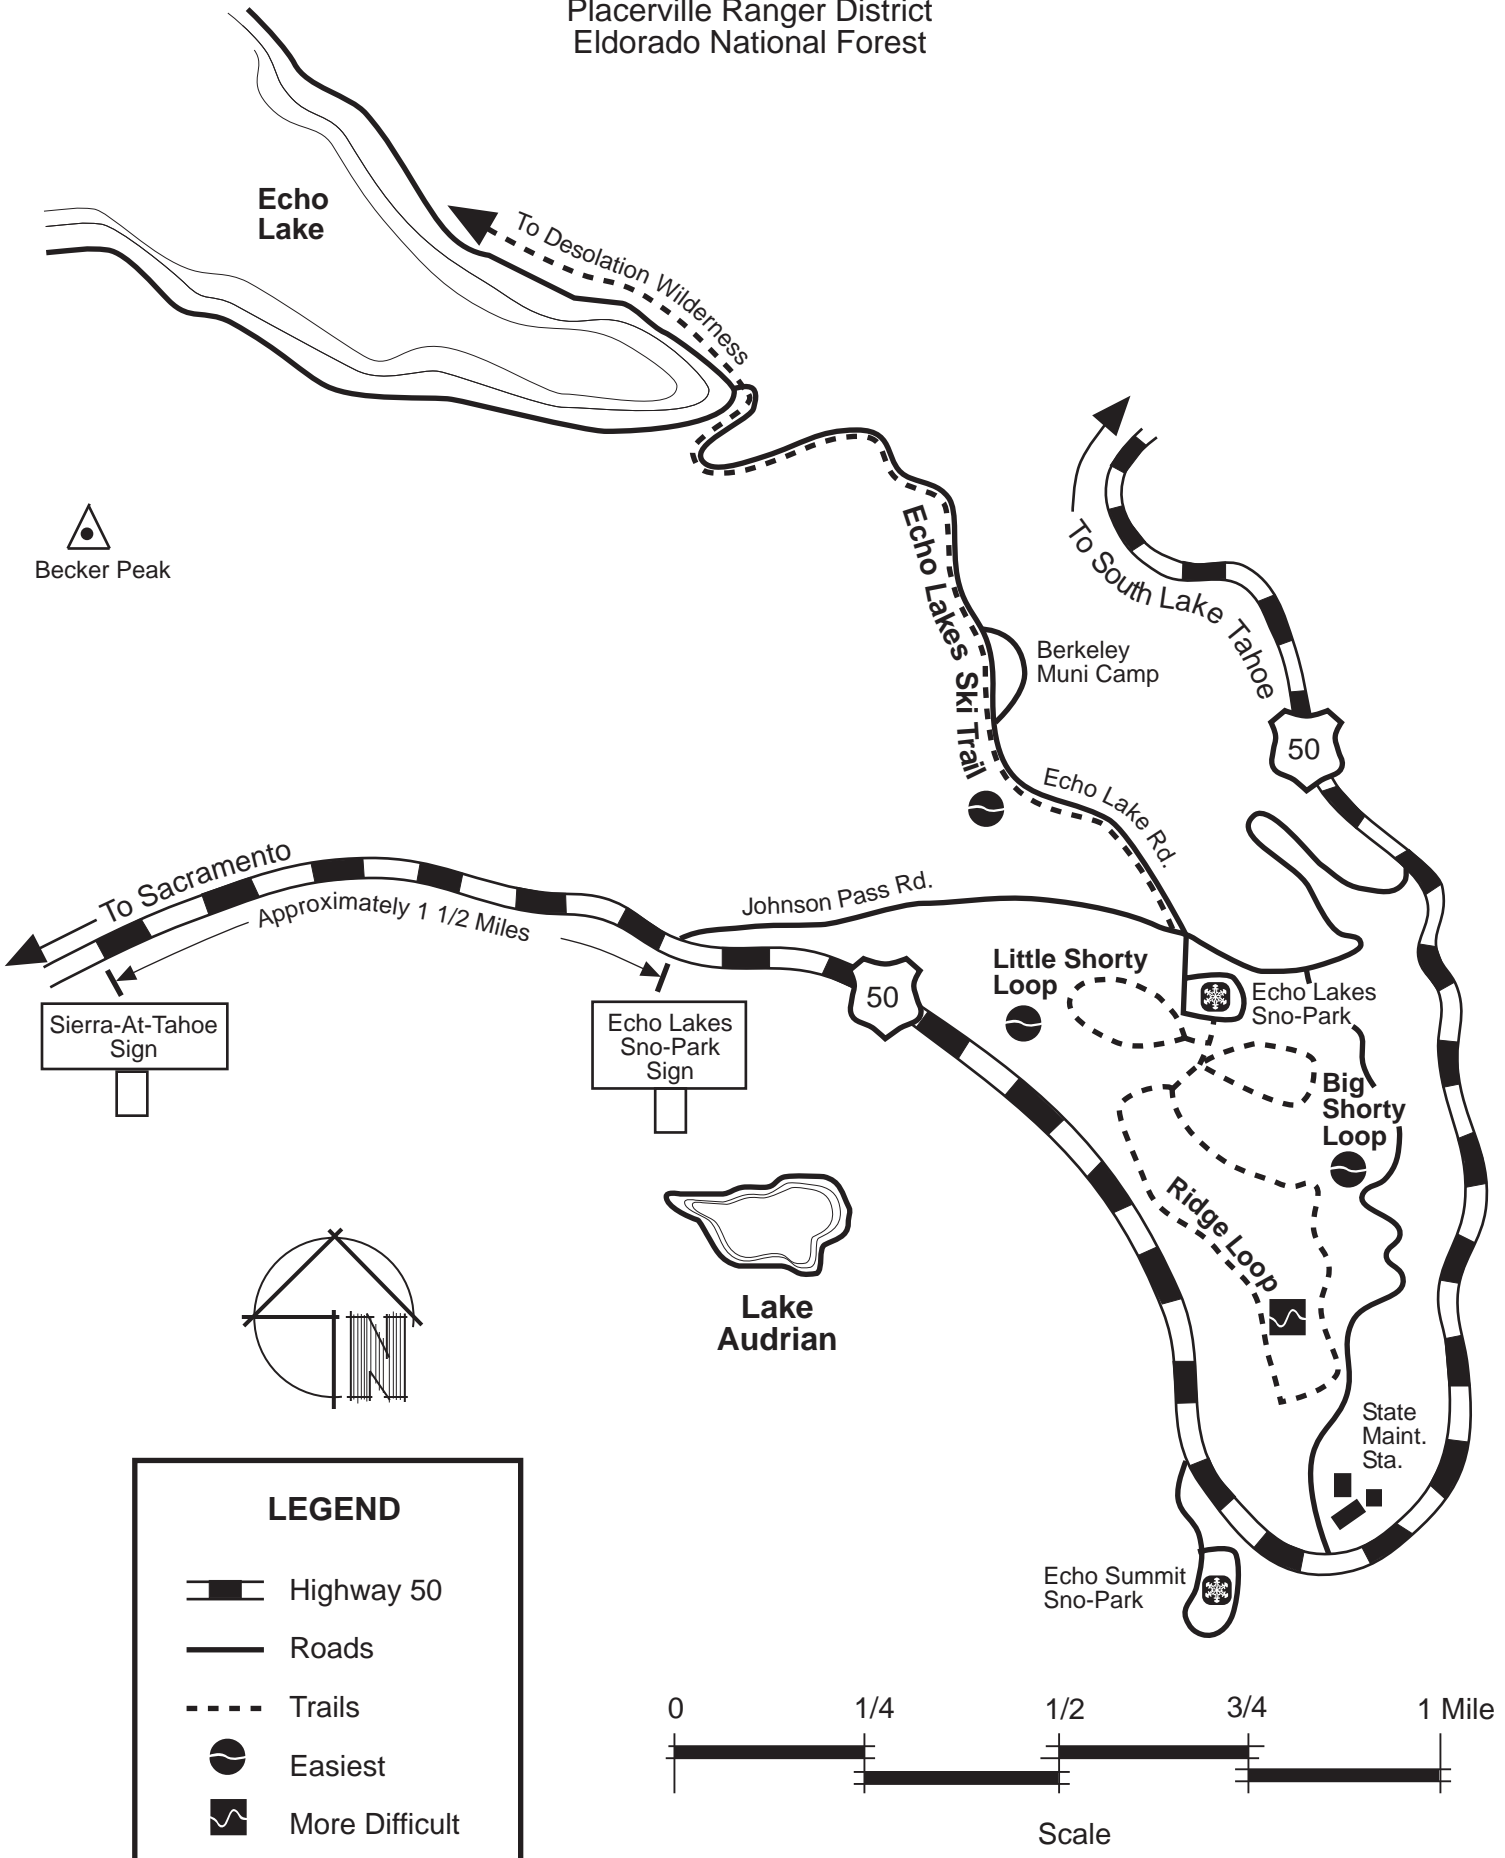 Placerville Ranger District
Eldorado National Forest
Echo
Lake
To Desolation Wilderness
Becker Peak
Echo Lakes Ski Trail
To South Lake Tahoe
Berkeley
Muni Camp
50
Echo Lake Rd.
To Sacramento
Approximately 1 1/2 Miles
Johnson Pass Rd.
Little Shorty
Loop
50
Echo Lakes
Sno-Park
Sierra-At-Tahoe
Sign
Echo Lakes
Sno-Park
Sign
Big
Shorty
Loop
Ridge Loop
Lake
Audrian
N
State
Maint.
Sta.
Echo Summit
Sno-Park
LEGEND
Highway 50
Roads
Trails
Easiest
More Difficult
0 1/4 1/2 3/4 1 Mile
Scale